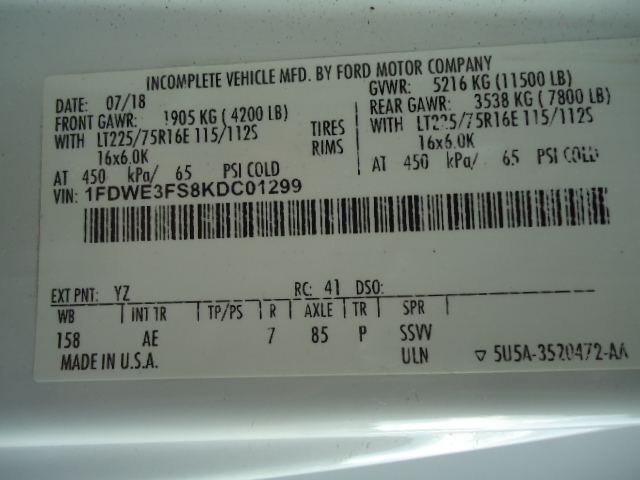 INCOMPLETE VEHICLE MFD. BY FORD MOTOR COMPANY
DATE: 07/18 GVWR: 5216 KG (11500 LB)
FRONT GAWR: 1905 KG (4200 LB) REAR GAWR: 3538 KG (7800 LB)
WITH LT225/75R16E 115/112S TIRES WITH LT225/75R16E 115/112S
16x6.0K RIMS 16x6.0K
AT 450 kPa/ 65 PSI COLD AT 450 kPa/ 65 PSI COLD
VIN: 1FDWE3FS8KDC01299
EXT PNT: YZ RC: 41 DSO:
WB INT TR TP/PS R AXLE TR SPR
158 AE 7 85 P SSVV
MADE IN U.S.A. ULN ▽ 5U5A-3520472-AA